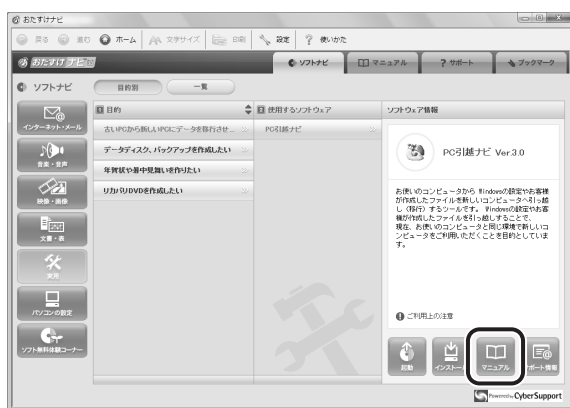 おたすけナビ
戻る 進む ホーム 文字サイズ 印刷 設定 使いかた
おたすけナビ
ソフトナビ マニュアル サポート ブックマーク
ソフトナビ 目的別 一覧
目的 使用するソフトウェア ソフトウェア情報
インターネット・メール
音楽・音声
映像・画像
文書・表
実用
パソコンの設定
ソフト無料体験コーナー
古いPCから新しいPCにデータを移行させ...
データディスク、バックアップを作成したい
年賀状や暑中見舞いを作りたい
リカバリDVDを作成したい
PC引越ナビ
PC引越ナビ Ver.3.0
お使いのコンピュータから Windowsの設定やお客様
が作成したファイルを新しいコンピュータへ引っ越
し（移行）するツールです。 Windowsの設定やお客
様が作成したファイルを引っ越しすることで、
現在、お使いのコンピュータと同じ環境で新しいコ
ンピュータをご利用いただくことを目的としていま
す。
ご利用上の注意
起動 インストール マニュアル サポート情報
Powered by CyberSupport